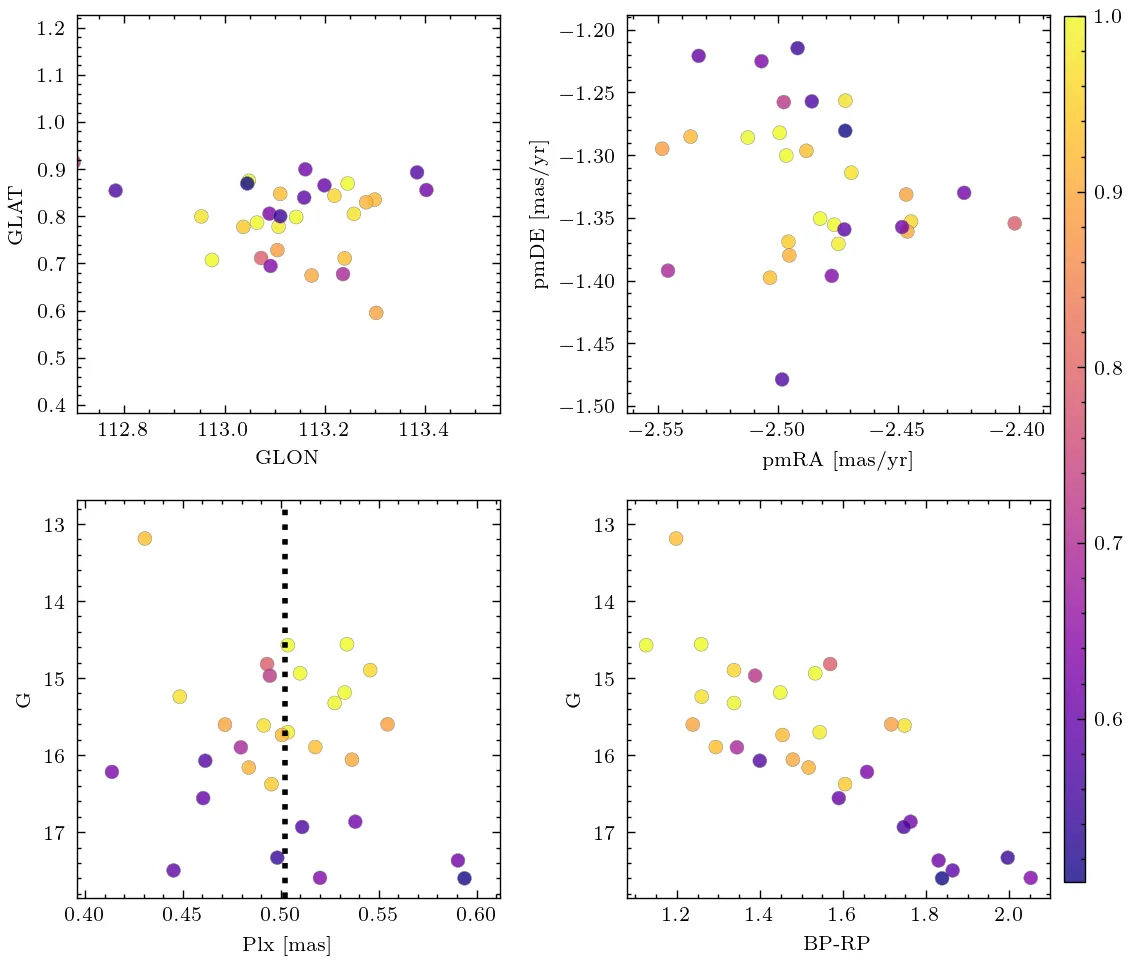 1.2
1.1
1.0
0.9
0.8
0.7
0.6
0.5
0.4
GLAT
112.8 113.0 113.2 113.4
GLON
−1.20
−1.25
−1.30
−1.35
−1.40
−1.45
−1.50
pmDE [mas/yr]
−2.55 −2.50 −2.45 −2.40
pmRA [mas/yr]
1.0
0.9
0.8
0.7
0.6
13
14
15
16
17
G
0.40 0.45 0.50 0.55 0.60
Plx [mas]
13
14
15
16
17
G
1.2 1.4 1.6 1.8 2.0
BP-RP